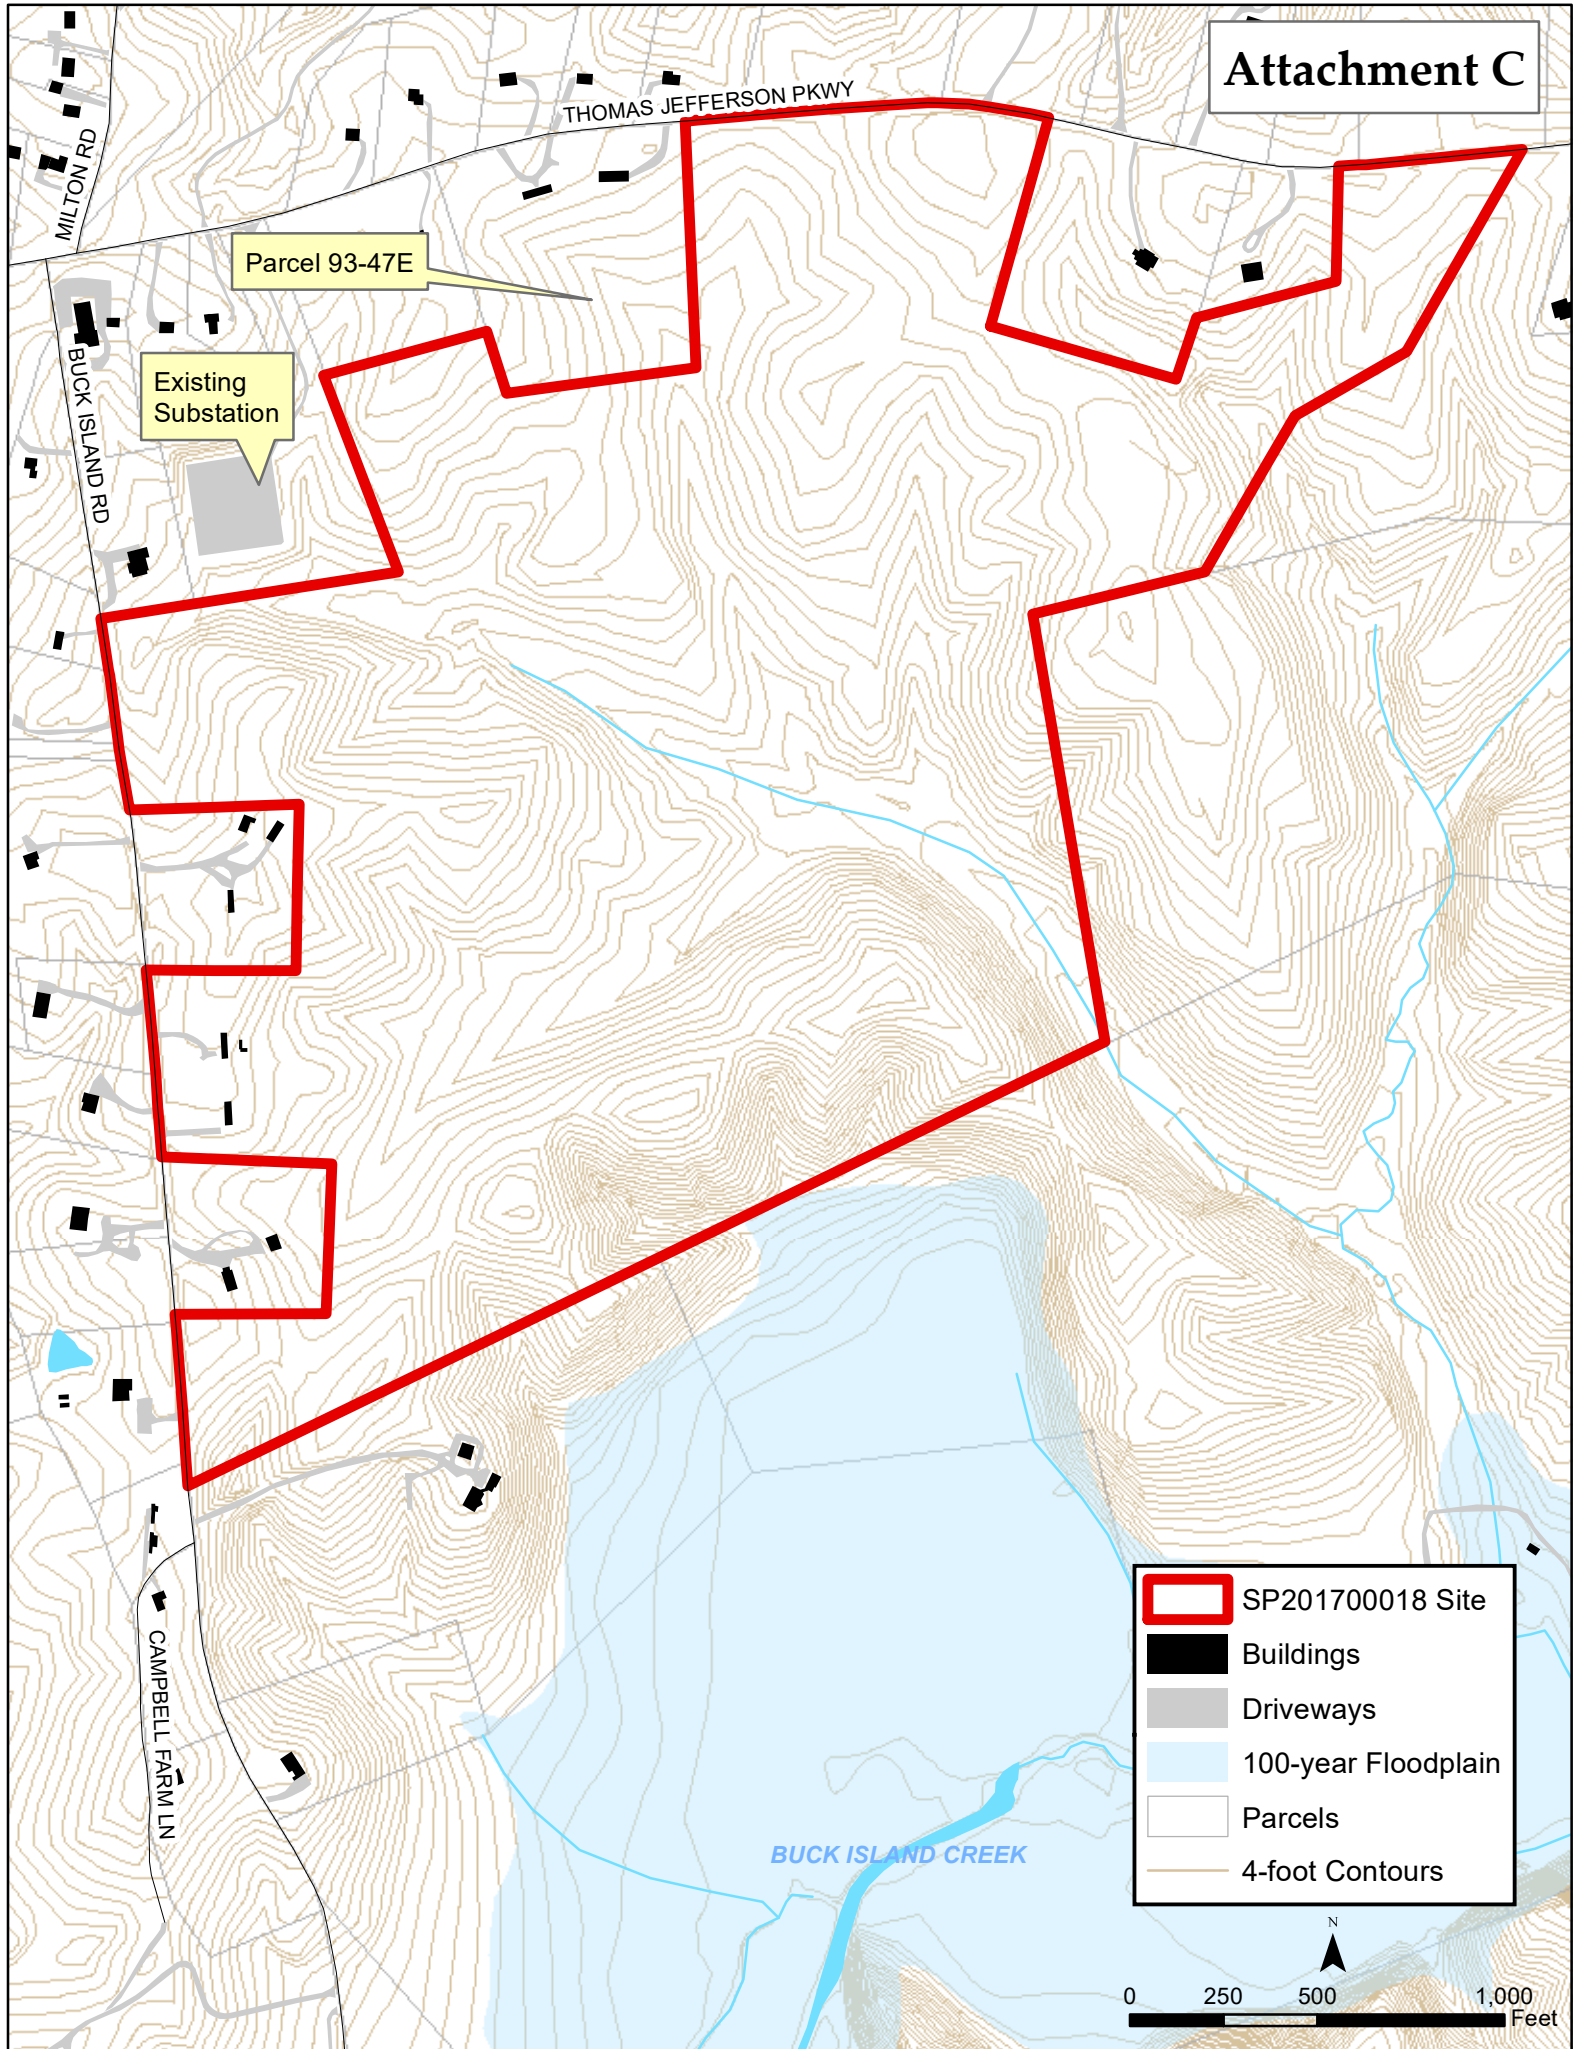 Attachment C
THOMAS JEFFERSON PKWY
MILTON RD
Parcel 93-47E
BUCK ISLAND RD
Existing
Substation
CAMPBELL FARM LN
BUCK ISLAND CREEK
SP201700018 Site
Buildings
Driveways
100-year Floodplain
Parcels
4-foot Contours
N
0 250 500 1,000
Feet